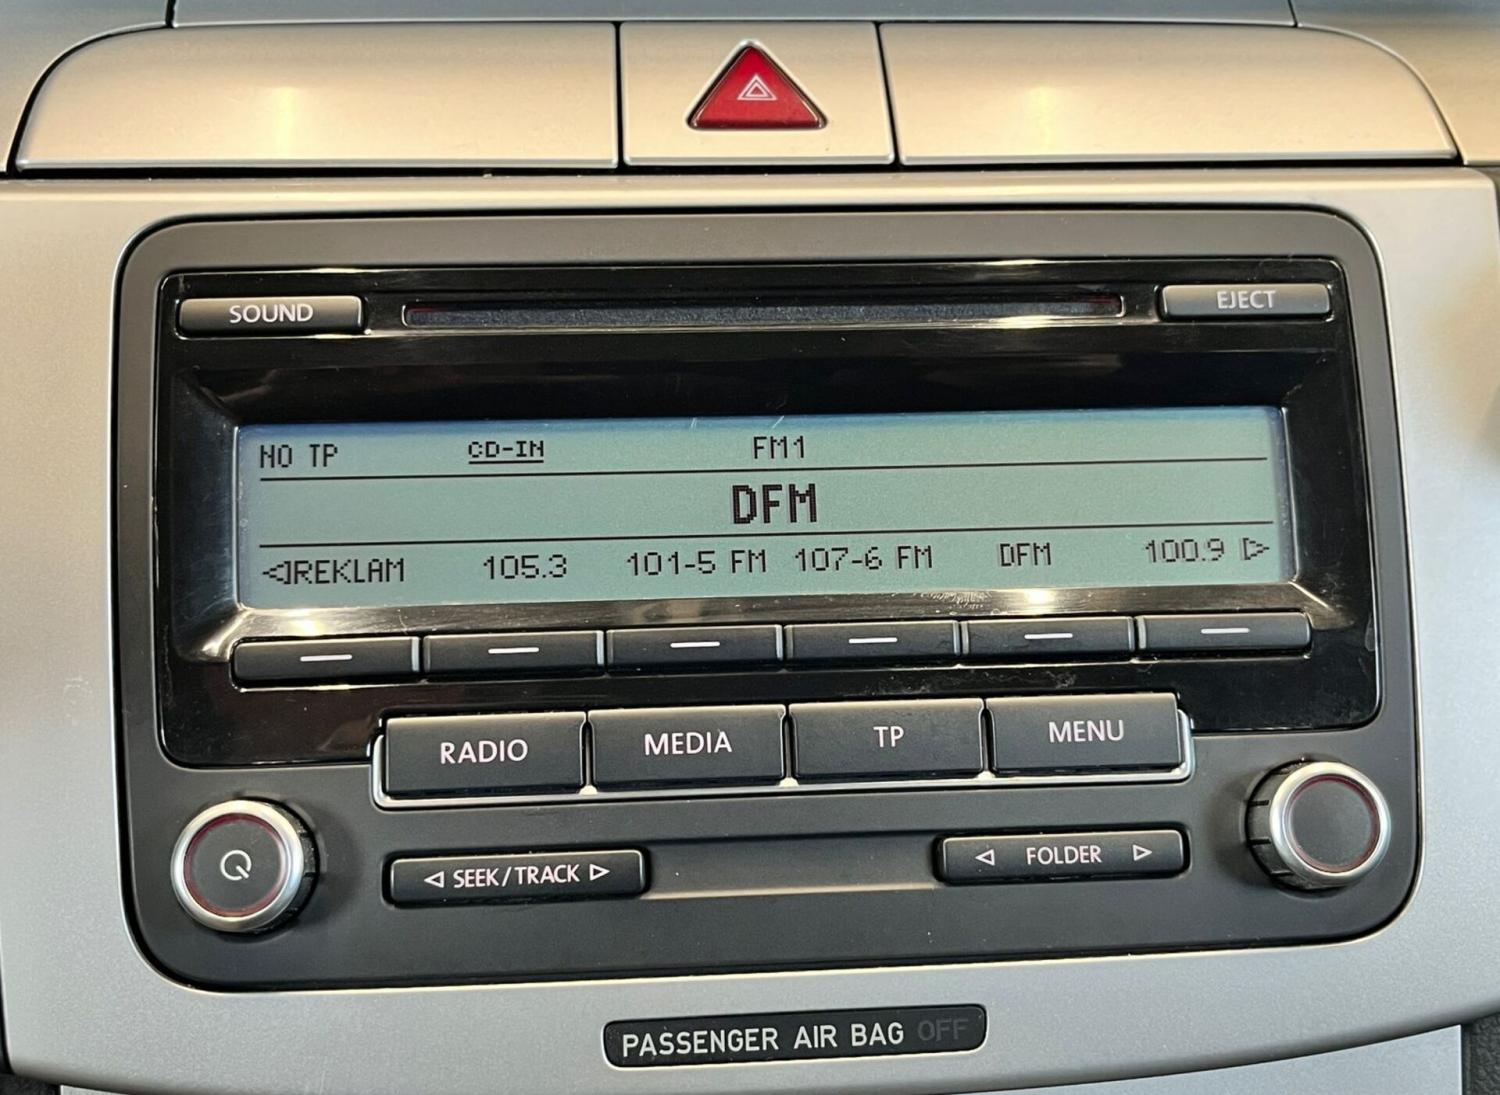 SOUND EJECT
NO TP CD-IN FM1
DFM
◁REKLAM 105.3 101-5 FM 107-6 FM DFM 100.9 ▷
RADIO MEDIA TP MENU
◁ SEEK/TRACK ▷ ◁ FOLDER ▷
PASSENGER AIR BAG OFF